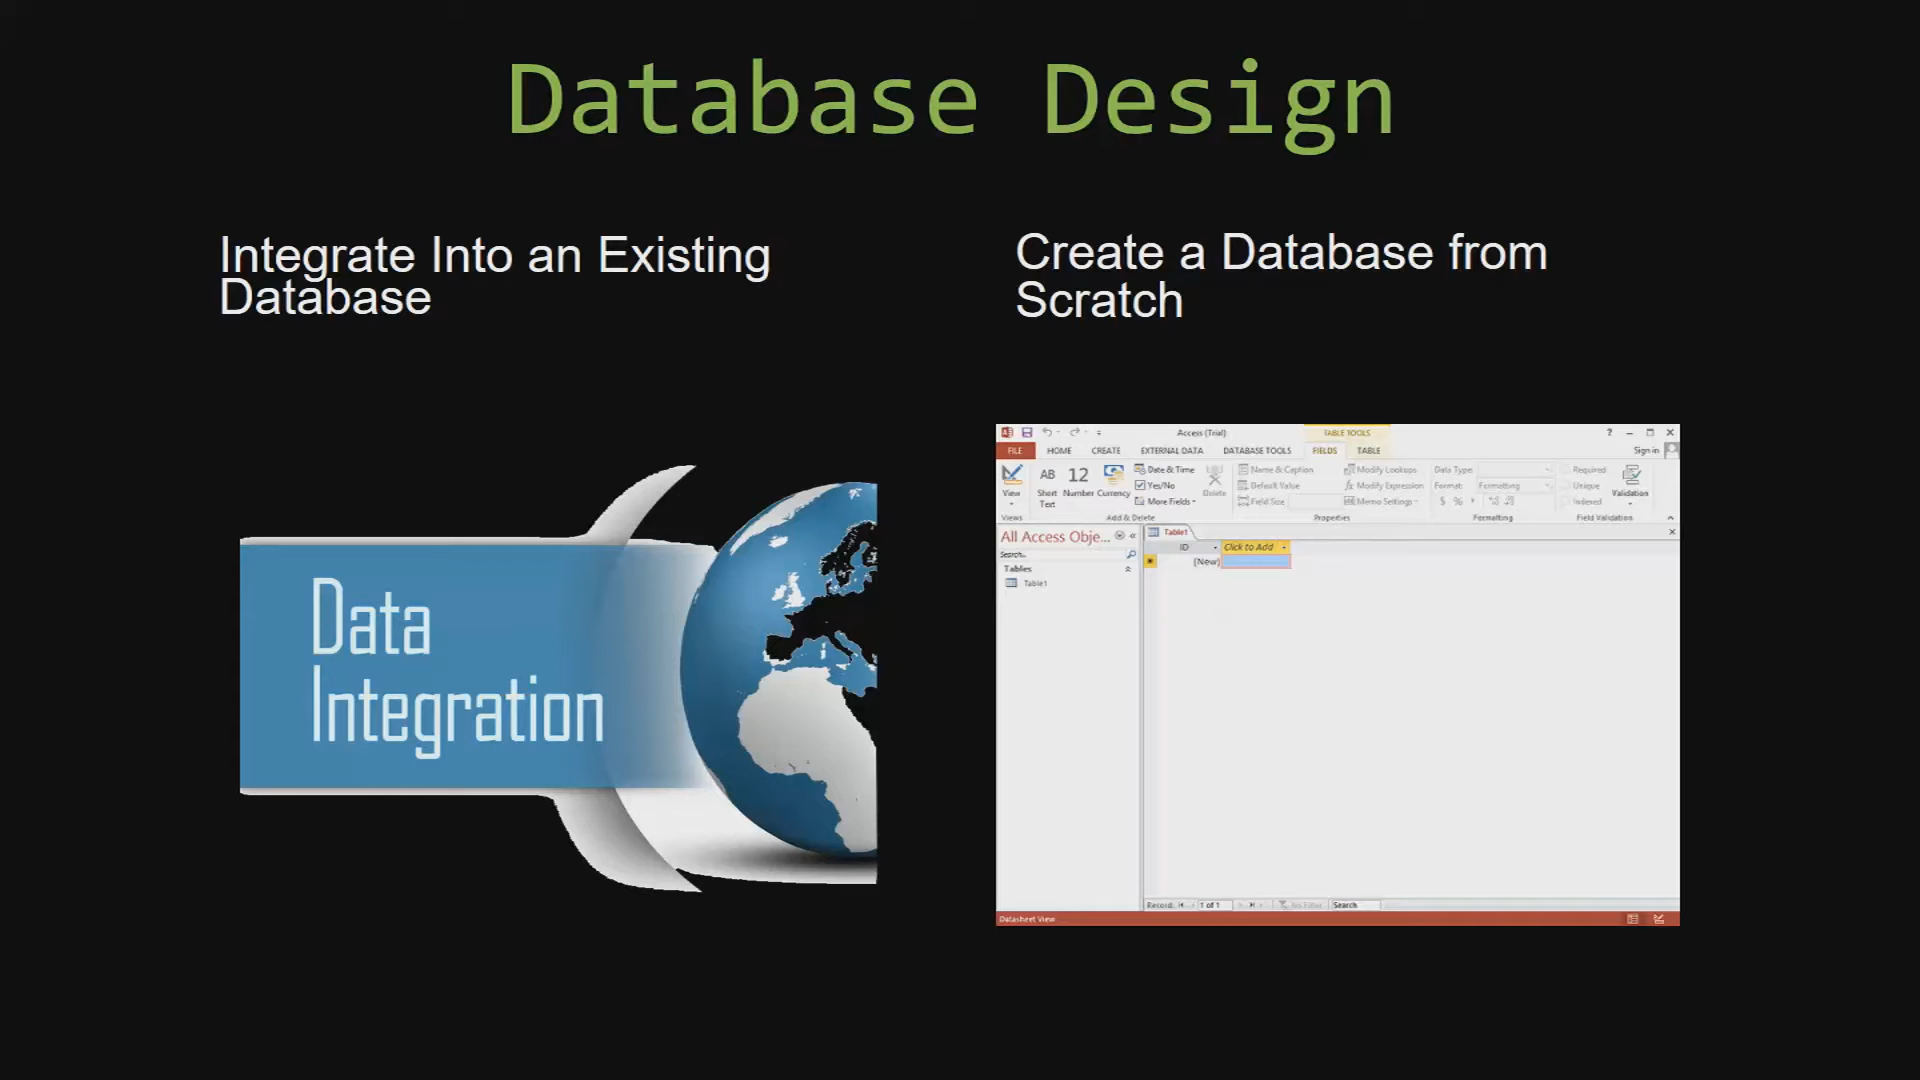 Database Design
Integrate Into an Existing
Database
Create a Database from
Scratch
Data
Integration
Access (Trial)
TABLE TOOLS
?
FILE HOME CREATE EXTERNAL DATA DATABASE TOOLS FIELDS TABLE
Sign in
View
Views
AB
Short
Text
12
Number
Currency
Date & Time
Yes/No
More Fields
Delete
Add & Delete
Name & Caption
Default Value
Field Size
Modify Lookups
Modify Expression
Memo Settings
Properties
Data Type:
Format: Formatting
$ %
Formatting
Required
Unique
Indexed
Validation
Field Validation
All Access Obje...
Search...
Tables
Table1
Table1
ID Click to Add
(New)
Record: 1 of 1 No Filter Search
Datasheet View